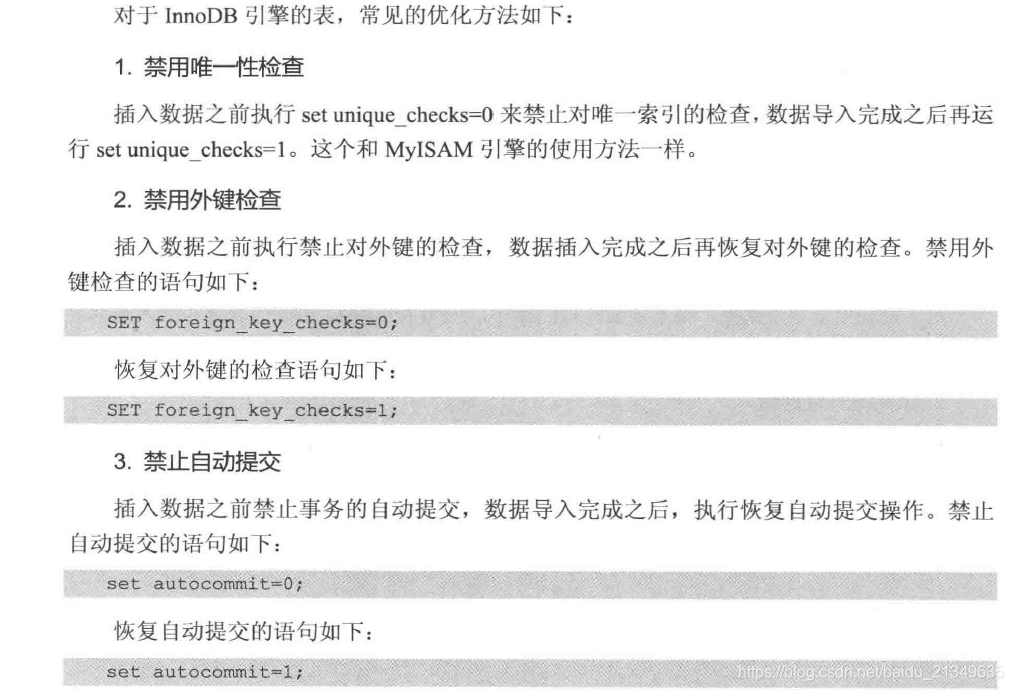 对于 InnoDB 引擎的表，常见的优化方法如下：
1. 禁用唯一性检查
插入数据之前执行 set unique_checks=0 来禁止对唯一索引的检查，数据导入完成之后再运
行 set unique_checks=1。这个和 MyISAM 引擎的使用方法一样。
2. 禁用外键检查
插入数据之前执行禁止对外键的检查，数据插入完成之后再恢复对外键的检查。禁用外
键检查的语句如下：
SET foreign_key_checks=0;
恢复对外键的检查语句如下：
SET foreign_key_checks=1;
3. 禁止自动提交
插入数据之前禁止事务的自动提交，数据导入完成之后，执行恢复自动提交操作。禁止
自动提交的语句如下：
set autocommit=0;
恢复自动提交的语句如下：
set autocommit=1;
https://blog.csdn.net/baidu_21349635